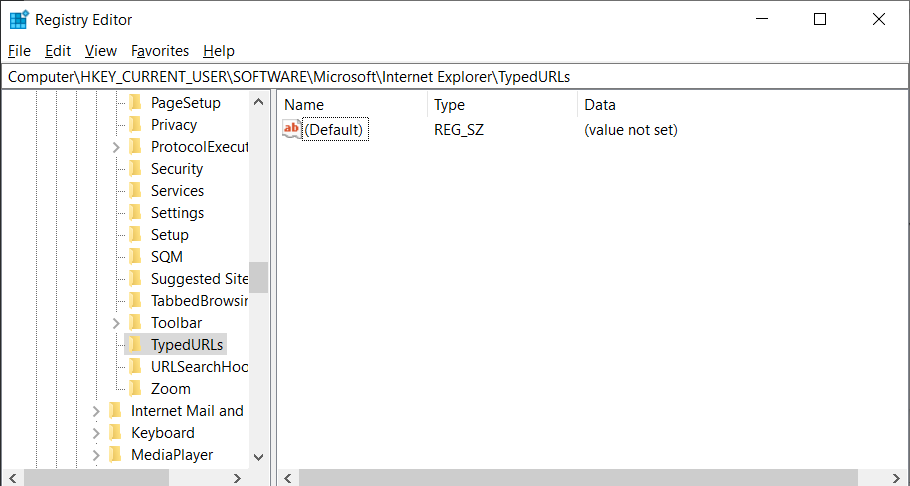 Registry Editor
File Edit View Favorites Help
Computer\HKEY_CURRENT_USER\SOFTWARE\Microsoft\Internet Explorer\TypedURLs
PageSetup
Privacy
ProtocolExecut
Security
Services
Settings
Setup
SQM
Suggested Site
TabbedBrowsin
Toolbar
TypedURLs
URLSearchHoo
Zoom
Internet Mail and
Keyboard
MediaPlayer
Name Type Data
ab (Default) REG_SZ (value not set)